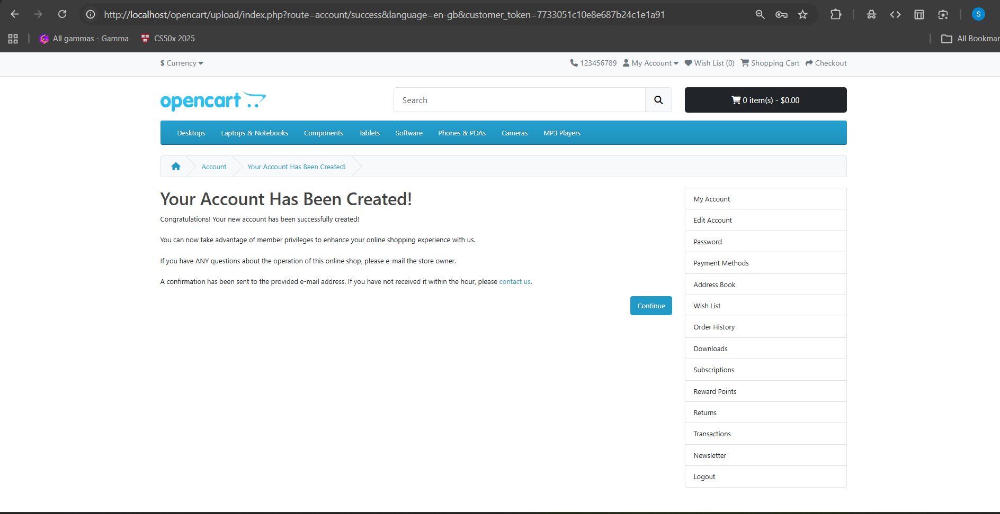 http://localhost/opencart/upload/index.php?route=account/success&language=en-gb&customer_token=7733051c10e8e687b24c1e1a91
S
All gammas - Gamma
CS50x 2025
All Bookmar
$ Currency
123456789
My Account
Wish List (0)
Shopping Cart
Checkout
opencart
Search
0 item(s) - $0.00
Desktops
Laptops & Notebooks
Components
Tablets
Software
Phones & PDAs
Cameras
MP3 Players
Account
Your Account Has Been Created!
Your Account Has Been Created!
Congratulations! Your new account has been successfully created!
You can now take advantage of member privileges to enhance your online shopping experience with us.
If you have ANY questions about the operation of this online shop, please e-mail the store owner.
A confirmation has been sent to the provided e-mail address. If you have not received it within the hour, please contact us.
Continue
My Account
Edit Account
Password
Payment Methods
Address Book
Wish List
Order History
Downloads
Subscriptions
Reward Points
Returns
Transactions
Newsletter
Logout